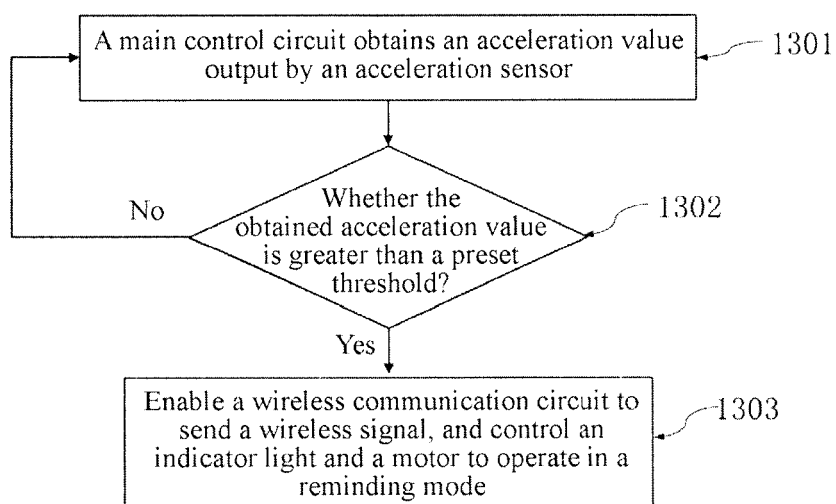 A main control circuit obtains an acceleration value
output by an acceleration sensor
1301
Whether the
obtained acceleration value
is greater than a preset
threshold?
1302
No
Yes
Enable a wireless communication circuit to
send a wireless signal, and control an
indicator light and a motor to operate in a
reminding mode
1303